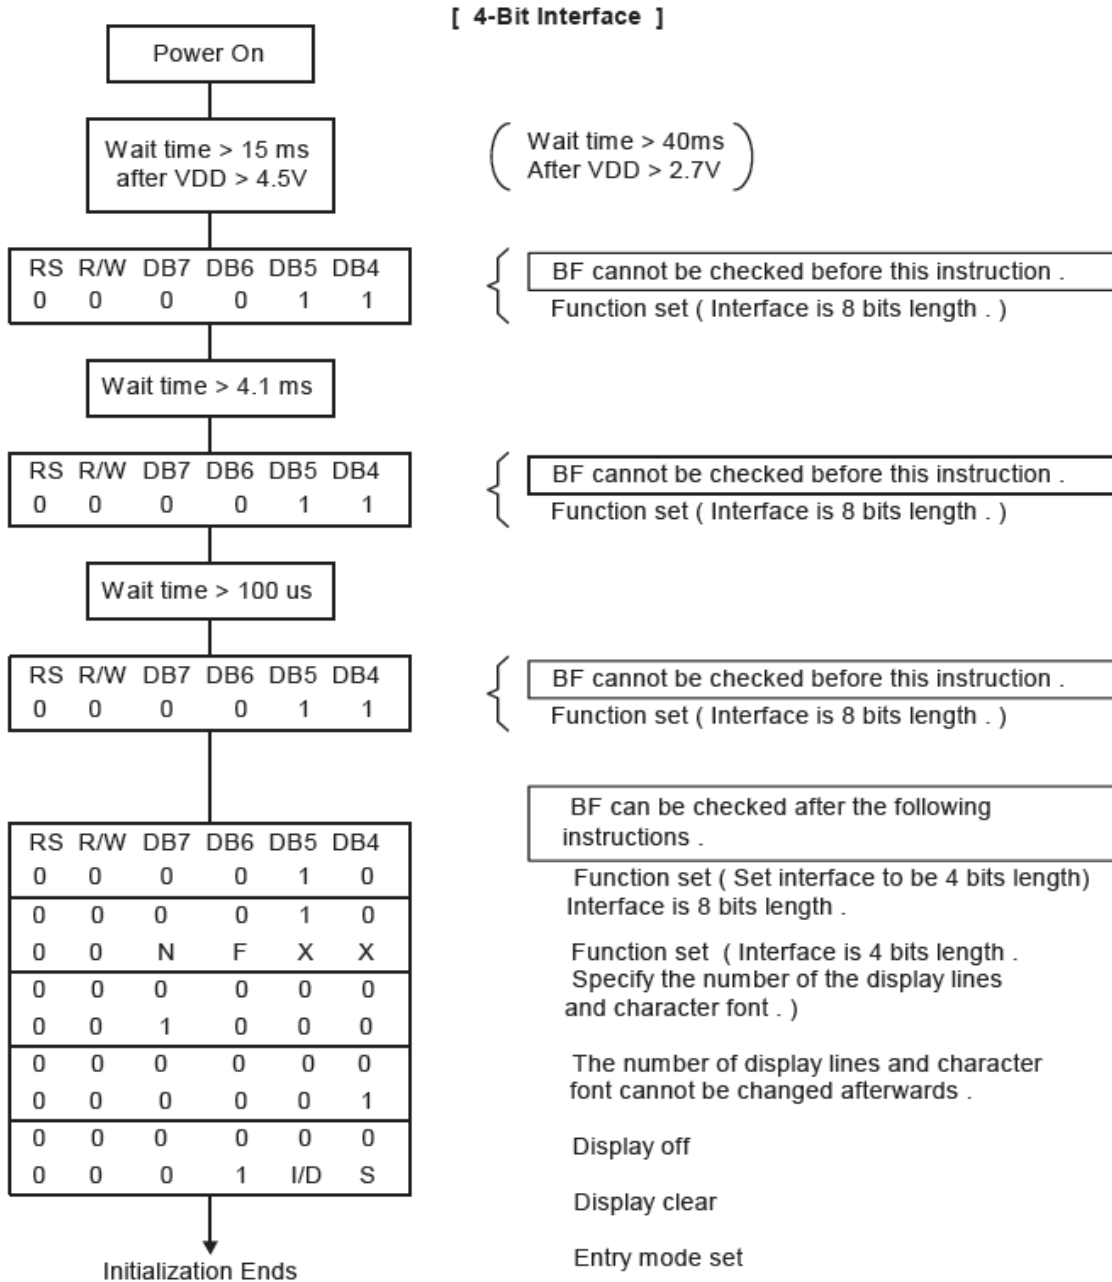 [ 4-Bit Interface ]
Power On
Wait time > 15 ms
after VDD > 4.5V
Wait time > 40ms
After VDD > 2.7V
RS R/W DB7 DB6 DB5 DB4
0 0 0 0 1 1
BF cannot be checked before this instruction .
Function set ( Interface is 8 bits length . )
Wait time > 4.1 ms
RS R/W DB7 DB6 DB5 DB4
0 0 0 0 1 1
BF cannot be checked before this instruction .
Function set ( Interface is 8 bits length . )
Wait time > 100 us
RS R/W DB7 DB6 DB5 DB4
0 0 0 0 1 1
BF cannot be checked before this instruction .
Function set ( Interface is 8 bits length . )
RS R/W DB7 DB6 DB5 DB4
0 0 0 0 1 0
0 0 0 0 1 0
0 0 N F X X
0 0 0 0 0 0
0 0 1 0 0 0
0 0 0 0 0 0
0 0 0 0 0 1
0 0 0 0 0 0
0 0 0 1 I/D S
BF can be checked after the following
instructions .
Function set ( Set interface to be 4 bits length)
Interface is 8 bits length .
Function set ( Interface is 4 bits length .
Specify the number of the display lines
and character font . )
The number of display lines and character
font cannot be changed afterwards .
Display off
Display clear
Entry mode set
Initialization Ends